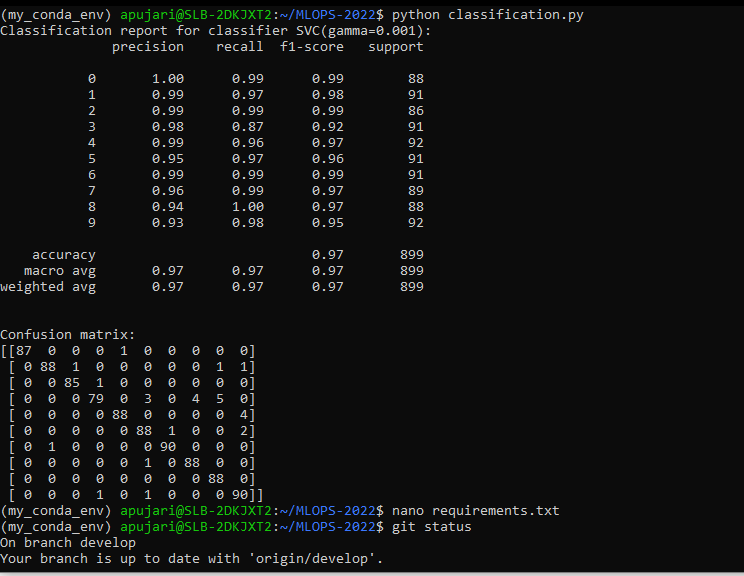 (my_conda_env) apujari@SLB-2DKJXT2:~/MLOPS-2022$ python classification.py
Classification report for classifier SVC(gamma=0.001):
              precision    recall  f1-score   support

           0       1.00      0.99      0.99        88
           1       0.99      0.97      0.98        91
           2       0.99      0.99      0.99        86
           3       0.98      0.87      0.92        91
           4       0.99      0.96      0.97        92
           5       0.95      0.97      0.96        91
           6       0.99      0.99      0.99        91
           7       0.96      0.99      0.97        89
           8       0.94      1.00      0.97        88
           9       0.93      0.98      0.95        92

    accuracy                           0.97       899
   macro avg       0.97      0.97      0.97       899
weighted avg       0.97      0.97      0.97       899


Confusion matrix:
[[87  0  0  0  1  0  0  0  0  0]
 [ 0 88  1  0  0  0  0  0  1  1]
 [ 0  0 85  1  0  0  0  0  0  0]
 [ 0  0  0 79  0  3  0  4  5  0]
 [ 0  0  0  0 88  0  0  0  0  4]
 [ 0  0  0  0  0 88  1  0  0  2]
 [ 0  1  0  0  0  0 90  0  0  0]
 [ 0  0  0  0  0  1  0 88  0  0]
 [ 0  0  0  0  0  0  0  0 88  0]
 [ 0  0  0  1  0  1  0  0  0 90]]
(my_conda_env) apujari@SLB-2DKJXT2:~/MLOPS-2022$ nano requirements.txt
(my_conda_env) apujari@SLB-2DKJXT2:~/MLOPS-2022$ git status
On branch develop
Your branch is up to date with 'origin/develop'.